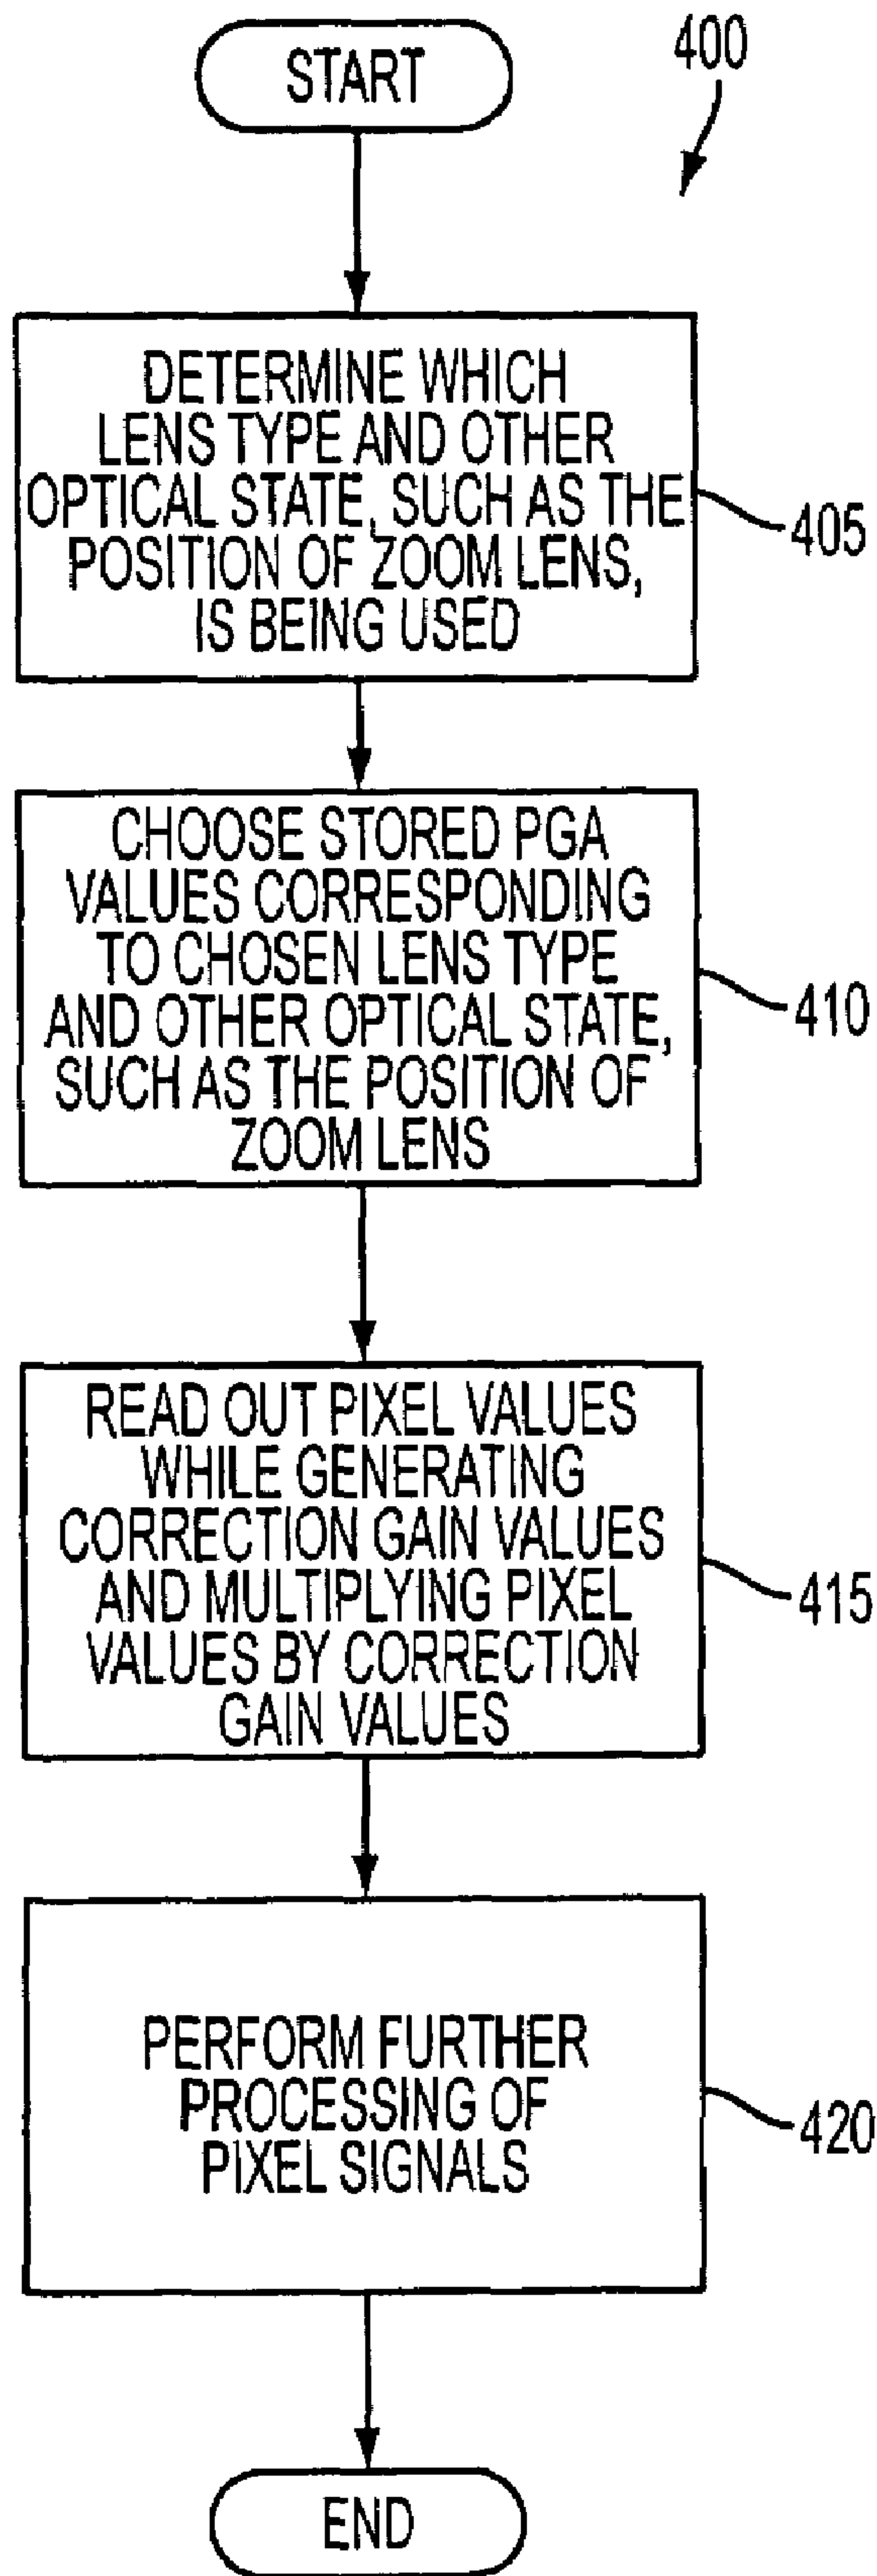 START
400
DETERMINE WHICH
LENS TYPE AND OTHER
OPTICAL STATE, SUCH AS THE
POSITION OF ZOOM LENS,
IS BEING USED
405
CHOOSE STORED PGA
VALUES CORRESPONDING
TO CHOSEN LENS TYPE
AND OTHER OPTICAL STATE,
SUCH AS THE POSITION OF
ZOOM LENS
410
READ OUT PIXEL VALUES
WHILE GENERATING
CORRECTION GAIN VALUES
AND MULTIPLYING PIXEL
VALUES BY CORRECTION
GAIN VALUES
415
PERFORM FURTHER
PROCESSING OF
PIXEL SIGNALS
420
END